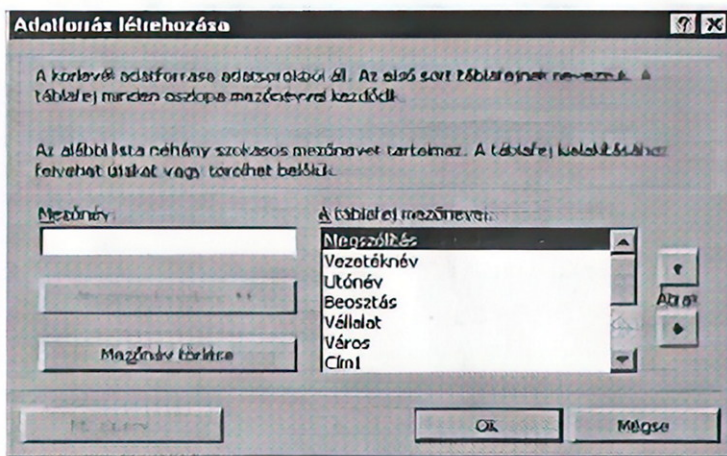 Adatforrás létrehozása
A körlevél adatforrása adatsorokból áll. Az első sort táblafejnek nevezzük. A
táblafej minden oszlopa mezőnévvel kezdődik.
Az alábbi lista néhány szokásos mezőnevet tartalmaz. A táblafej kialakításához
felvehet újakat vagy törölhet belőlük.
Mezőnév:
A táblafej mezőnevei:
Megszólítás
Vezetéknév
Utónév
Beosztás
Vállalat
Város
Cím1
Mezőnév törlése
OK
Mégse